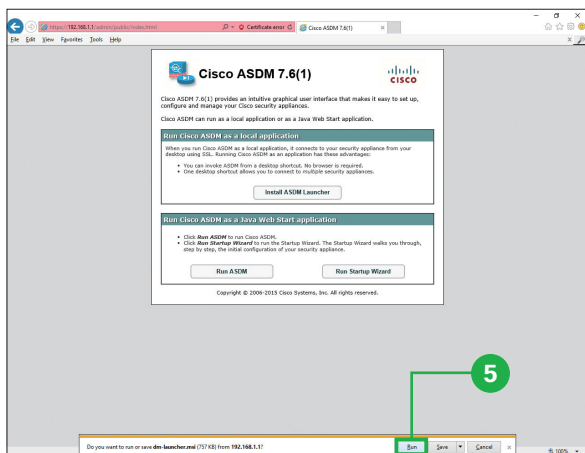 https://192.168.1.1/admin/public/index.html
Certificate error
Cisco ASDM 7.6(1)
File Edit View Favorites Tools Help
Cisco ASDM 7.6(1)
CISCO
Cisco ASDM 7.6(1) provides an intuitive graphical user interface that makes it easy to set up,
configure and manage your Cisco security appliances.
Cisco ASDM can run as a local application or as a Java Web Start application.
Run Cisco ASDM as a local application
When you run Cisco ASDM as a local application, it connects to your security appliance from your
desktop using SSL. Running Cisco ASDM as an application has these advantages:
• You can invoke ASDM from a desktop shortcut. No browser is required.
• One desktop shortcut allows you to connect to multiple security appliances.
Install ASDM Launcher
Run Cisco ASDM as a Java Web Start application
• Click Run ASDM to run Cisco ASDM.
• Click Run Startup Wizard to run the Startup Wizard. The Startup Wizard walks you through,
step by step, the initial configuration of your security appliance.
Run ASDM
Run Startup Wizard
Copyright © 2006-2015 Cisco Systems, Inc. All rights reserved.
5
Do you want to run or save dm-launcher.msi (757 KB) from 192.168.1.1?
Run
Save
Cancel
100%